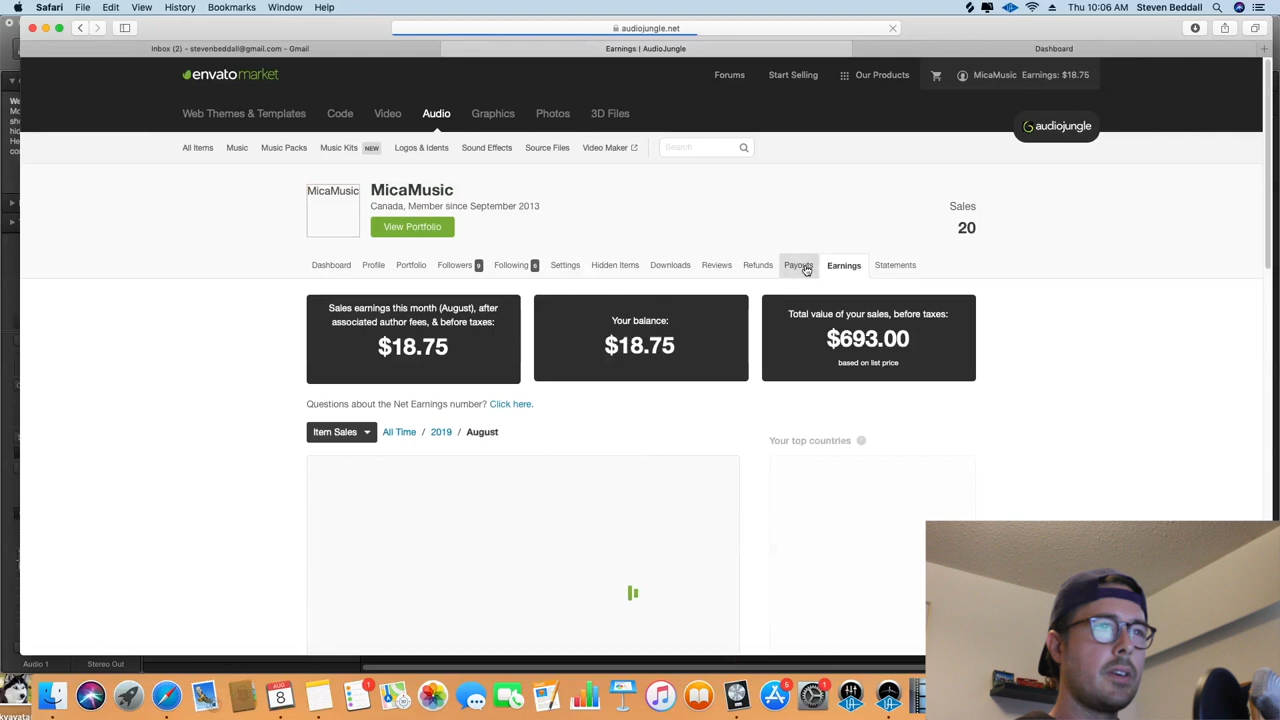 Safari File Edit View History Bookmarks Window Help
Thu 10:06 AM Steven Beddall
audiojungle.net
Inbox (2) - stevenbeddall@gmail.com - Gmail
Earnings | AudioJungle
Dashboard
envatomarket
Forums Start Selling Our Products MicaMusic Earnings: $18.75
Web Themes & Templates Code Video Audio Graphics Photos 3D Files
audiojungle
All Items Music Music Packs Music Kits NEW Logos & Idents Sound Effects Source Files Video Maker Search
MicaMusic
MicaMusic
Canada, Member since September 2013
View Portfolio
Sales
20
Dashboard Profile Portfolio Followers 9 Following 6 Settings Hidden Items Downloads Reviews Refunds Payouts Earnings Statements
Sales earnings this month (August), after
associated author fees, & before taxes:
$18.75
Your balance:
$18.75
Total value of your sales, before taxes:
$693.00
based on list price
Questions about the Net Earnings number? Click here.
Item Sales All Time / 2019 / August
Your top countries ?
Audio 1 Stereo Out
AUG
8
1
5
1